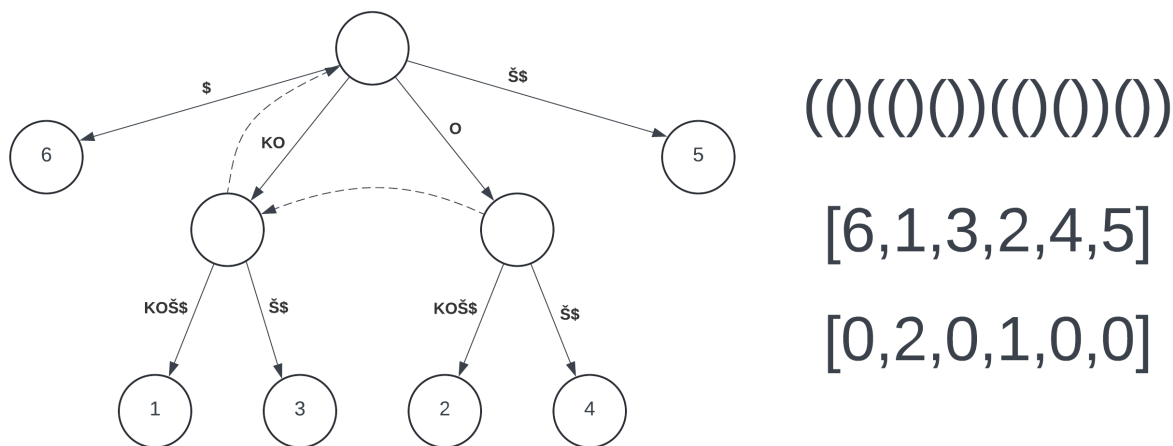 $
Š$
KO
O
6
5
KOŠ$
Š$
KOŠ$
Š$
1
3
2
4
(()(()())(()())())
[6,1,3,2,4,5]
[0,2,0,1,0,0]